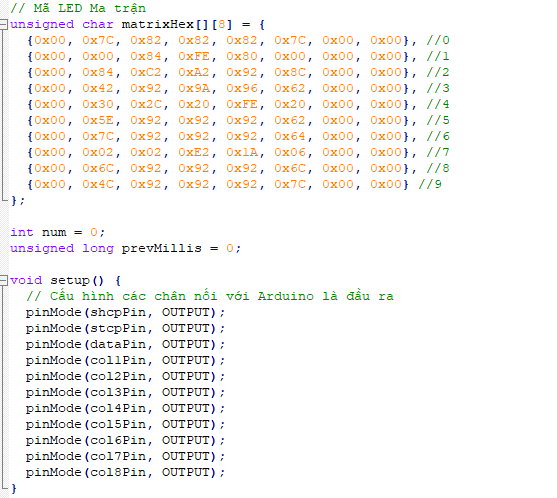 // Mã LED Ma trận
unsigned char matrixHex[][8] = {
  {0x00, 0x7C, 0x82, 0x82, 0x82, 0x7C, 0x00, 0x00}, //0
  {0x00, 0x00, 0x84, 0xFE, 0x80, 0x00, 0x00, 0x00}, //1
  {0x00, 0x84, 0xC2, 0xA2, 0x92, 0x8C, 0x00, 0x00}, //2
  {0x00, 0x42, 0x92, 0x9A, 0x96, 0x62, 0x00, 0x00}, //3
  {0x00, 0x30, 0x2C, 0x20, 0xFE, 0x20, 0x00, 0x00}, //4
  {0x00, 0x5E, 0x92, 0x92, 0x92, 0x62, 0x00, 0x00}, //5
  {0x00, 0x7C, 0x92, 0x92, 0x92, 0x64, 0x00, 0x00}, //6
  {0x00, 0x02, 0x02, 0xE2, 0x1A, 0x06, 0x00, 0x00}, //7
  {0x00, 0x6C, 0x92, 0x92, 0x92, 0x6C, 0x00, 0x00}, //8
  {0x00, 0x4C, 0x92, 0x92, 0x92, 0x7C, 0x00, 0x00} //9
};
int num = 0;
unsigned long prevMillis = 0;
void setup() {
  // Cấu hình các chân nối với Arduino là đầu ra
  pinMode(shcpPin, OUTPUT);
  pinMode(stcpPin, OUTPUT);
  pinMode(dataPin, OUTPUT);
  pinMode(col1Pin, OUTPUT);
  pinMode(col2Pin, OUTPUT);
  pinMode(col3Pin, OUTPUT);
  pinMode(col4Pin, OUTPUT);
  pinMode(col5Pin, OUTPUT);
  pinMode(col6Pin, OUTPUT);
  pinMode(col7Pin, OUTPUT);
  pinMode(col8Pin, OUTPUT);
}